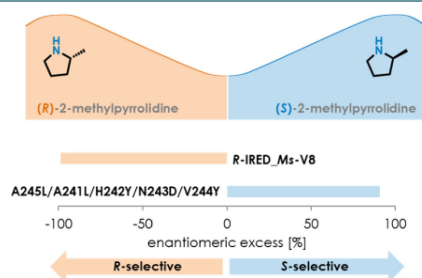 H
N
H
N
(R)-2-methylpyrrolidine
(S)-2-methylpyrrolidine
R-IRED_Ms-V8
A245L/A241L/H242Y/N243D/V244Y
-100 -50 0 50 100
enantiomeric excess [%]
R-selective S-selective